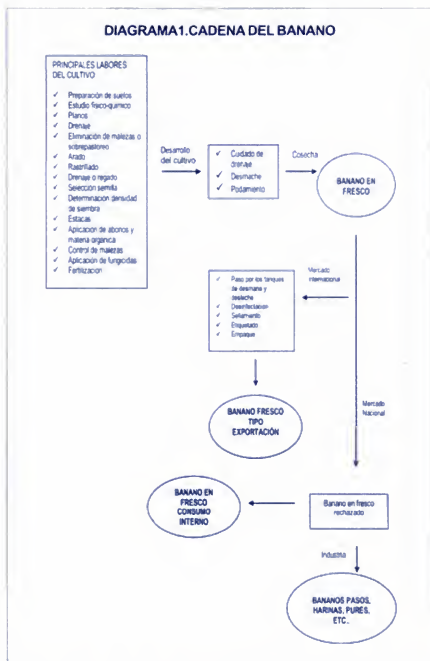 DIAGRAMA1.CADENA DEL BANANO
PRINCIPALES LABORES
DEL CULTIVO
✓ Preparación de suelos
✓ Estudio físico-químico
✓ Planos
✓ Drenaje
✓ Eliminación de malezas o
sobrepastoreo
✓ Arado
✓ Rastrillado
✓ Drenaje o regado
✓ Selección semilla
✓ Determinación densidad
de siembra
✓ Estacas
✓ Aplicación de abonos y
materia orgánica
✓ Control de malezas
✓ Aplicación de fungicidas
✓ Fertilización
Desarrollo
del cultivo
✓ Cuidado de
drenaje
✓ Desmache
✓ Podamiento
Cosecha
BANANO EN
FRESCO
Mercado
internacional
✓ Paso por los tanques
de desmane y
desleche
✓ Desinfectación
✓ Sellamiento
✓ Etiquetado
✓ Empaque
BANANO FRESCO
TIPO
EXPORTACIÓN
Mercado
Nacional
BANANO EN
FRESCO
CONSUMO
INTERNO
Banano en fresco
rechazado
Industria
BANANOS PASOS,
HARINAS, PURES,
ETC..